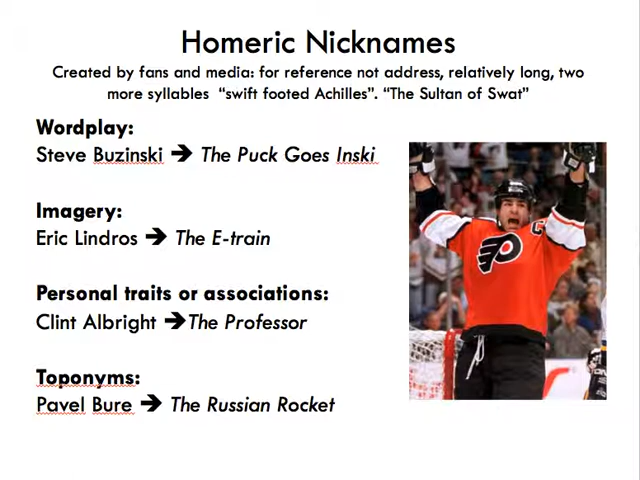 Homeric Nicknames
Created by fans and media: for reference not address, relatively long, two
more syllables “swift footed Achilles”. “The Sultan of Swat”
Wordplay:
Steve Buzinski ➔ The Puck Goes Inski
Imagery:
Eric Lindros ➔ The E-train
Personal traits or associations:
Clint Albright ➔The Professor
Toponyms:
Pavel Bure ➔ The Russian Rocket
C